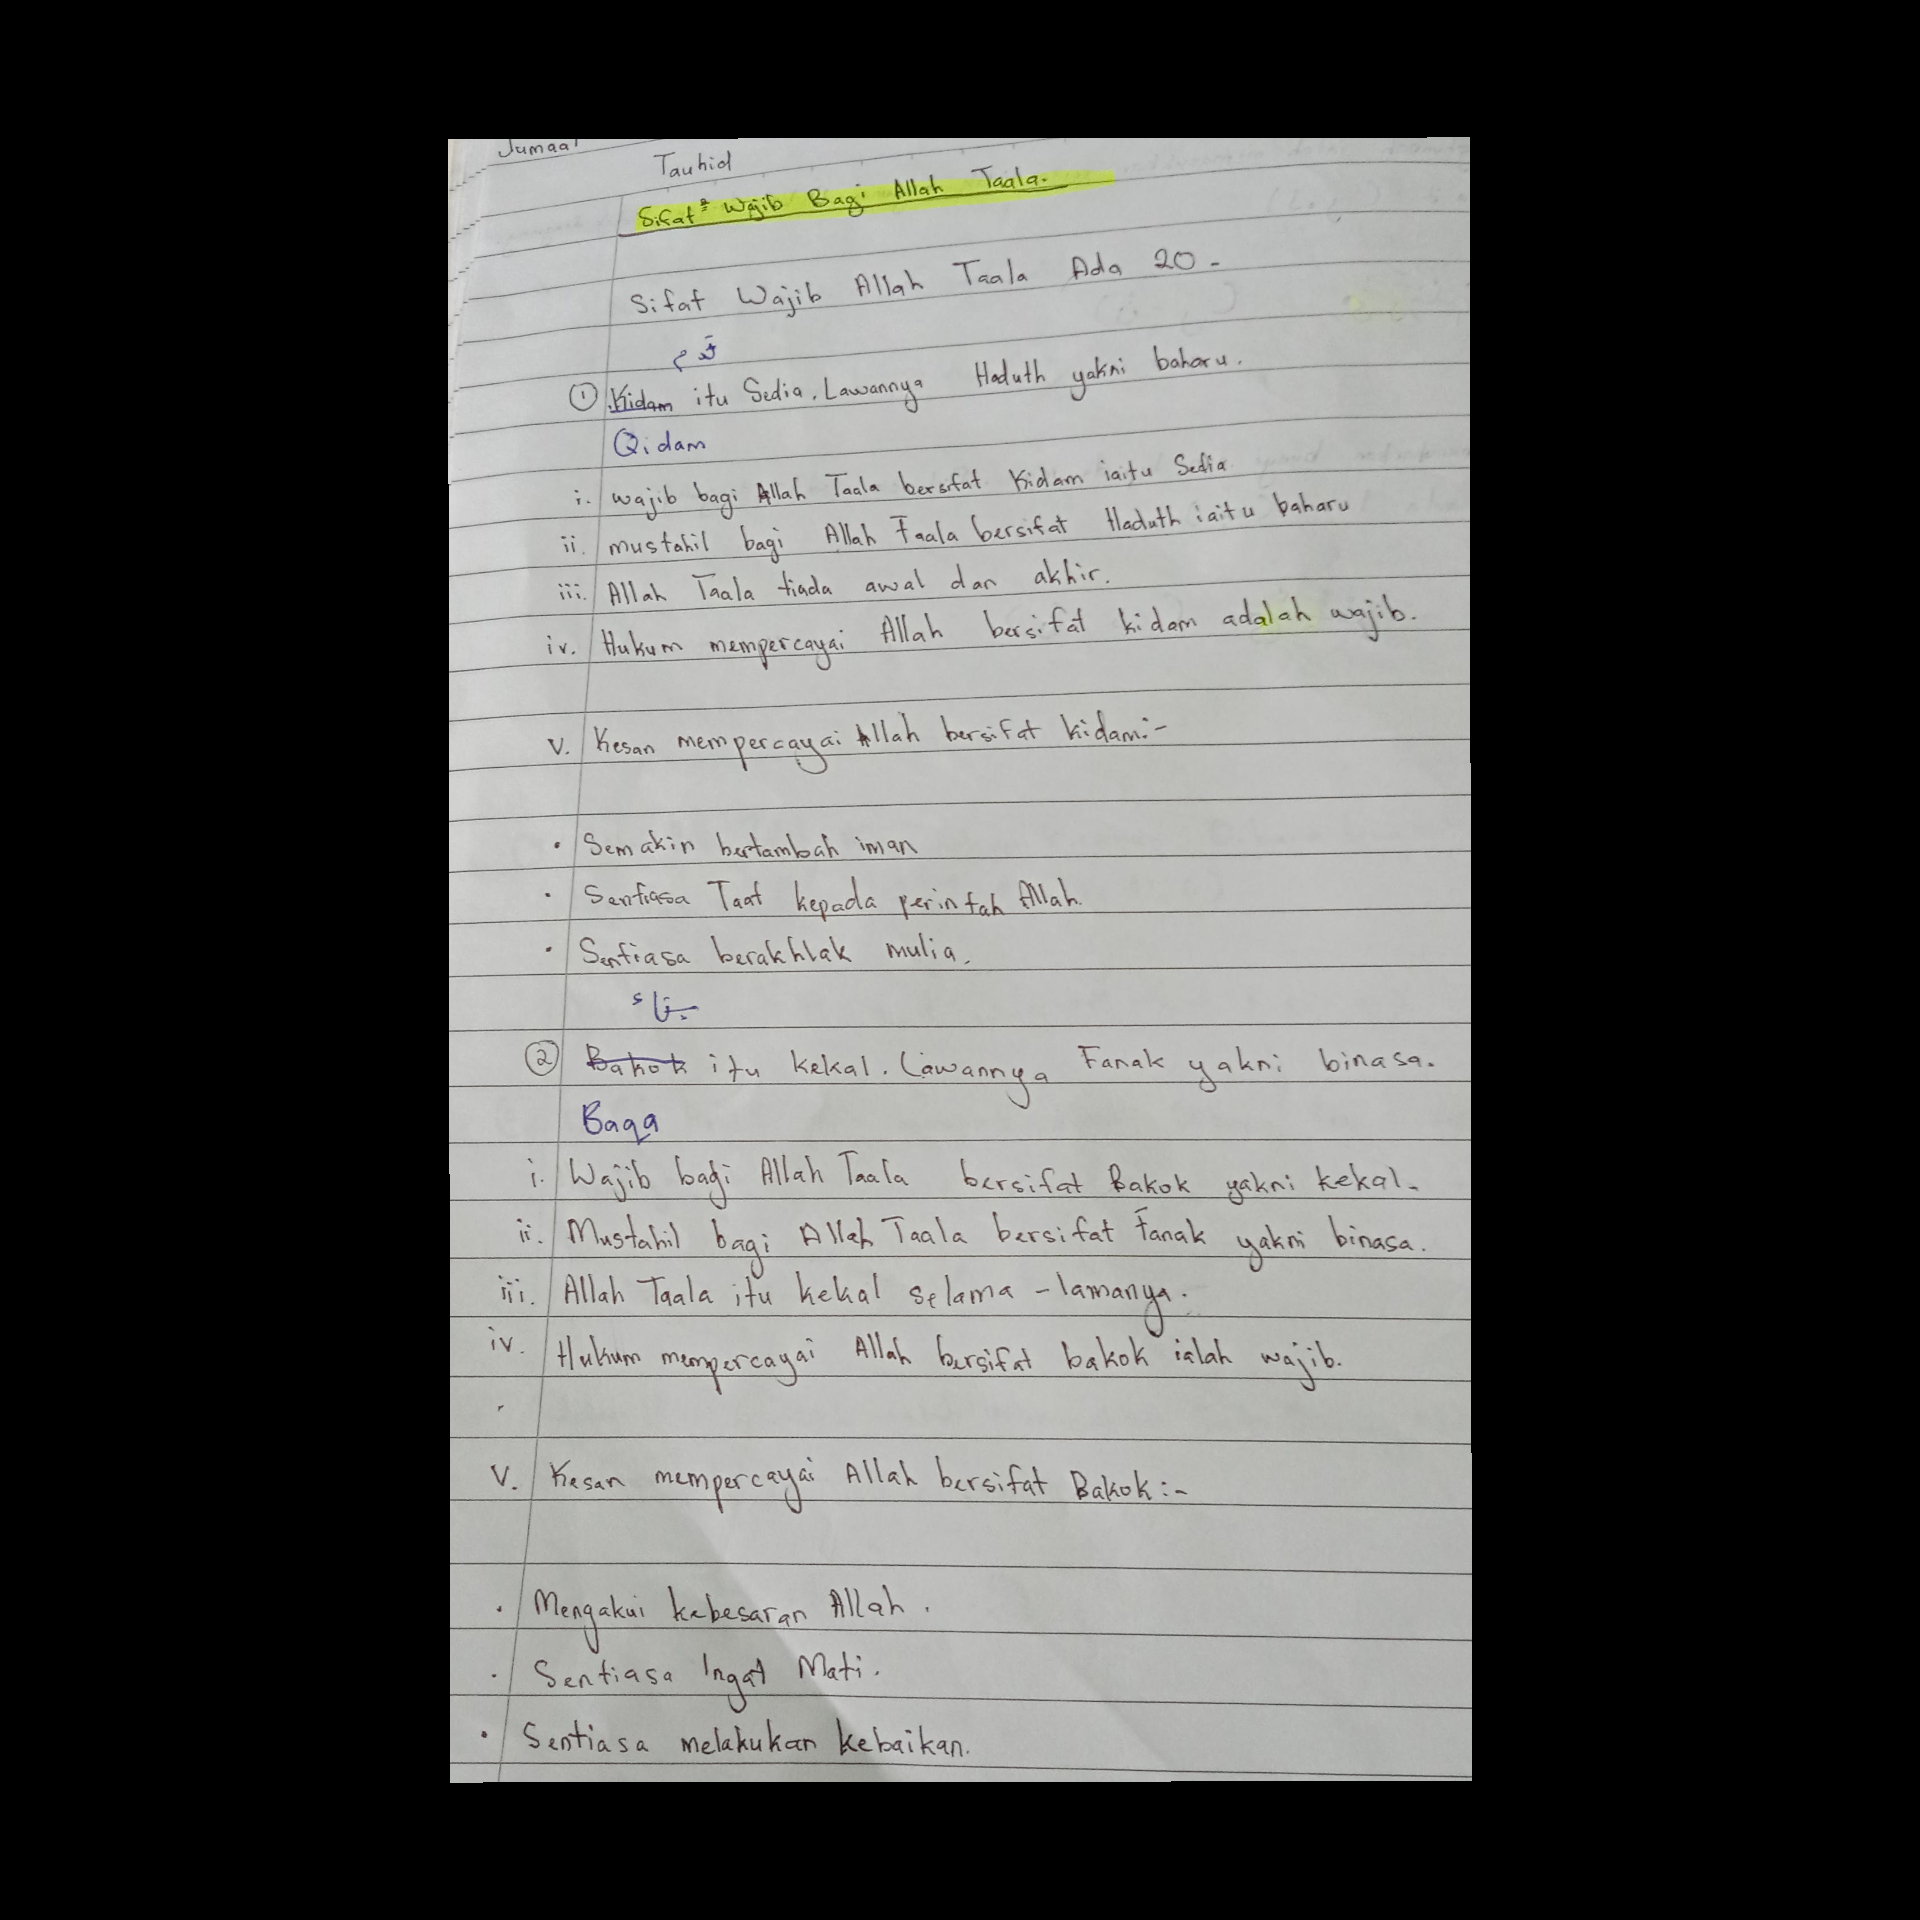 Jumaat
Tauhid
Sifat² Wajib Bagi Allah Taala.
Sifat Wajib Allah Taala Ada 20 -
قدم
① Kidam itu Sedia. Lawannya Haduth yakni baharu.
Qidam
i. wajib bagi Allah Taala bersifat Kidam iaitu Sedia
ii. mustahil bagi Allah Taala bersifat Haduth iaitu baharu
iii. Allah Taala tiada awal dan akhir.
iv. Hukum mempercayai Allah bersifat kidam adalah wajib.
v. Kesan mempercayai Allah bersifat kidam:-
• Semakin bertambah iman
• Sentiasa Taat kepada perintah Allah.
• Sentiasa berakhlak mulia.
بقاء
② Bakok itu kekal. Lawannya Fanak yakni binasa.
Baqa
i. Wajib bagi Allah Taala bersifat Bakok yakni kekal.
ii. Mustahil bagi Allah Taala bersifat Fanak yakni binasa.
iii. Allah Taala itu kekal selama-lamanya.
iv. Hukum mempercayai Allah bersifat bakok ialah wajib.
V. Kesan mempercayai Allah bersifat Bakok:-
• Mengakui kebesaran Allah.
• Sentiasa Ingat Mati.
• Sentiasa melakukan kebaikan.